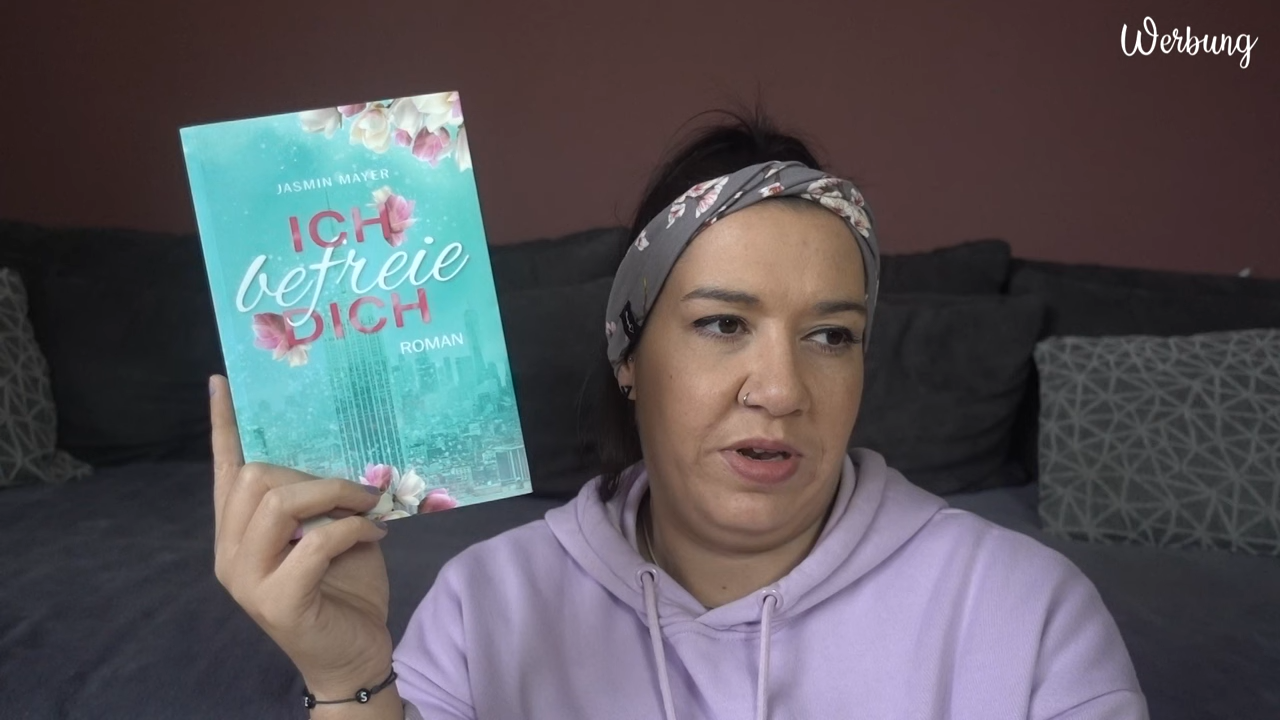 Werbung
JASMIN MAYER
ICH
befreie
DICH
ROMAN
S